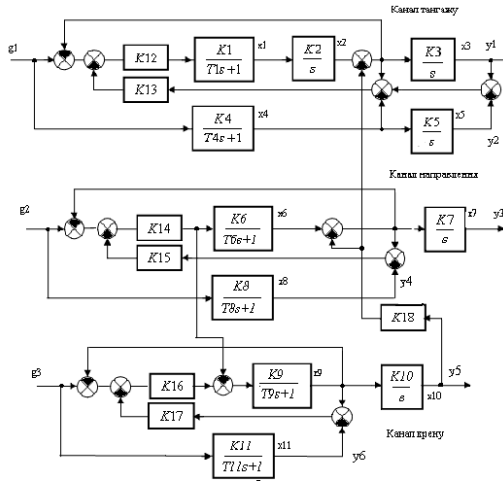 Канал тангажу
g1
K12
K1
T1s+1
x1
K2
s
x2
K3
s
x3
y1
K13
K4
T4s+1
x4
K5
s
x5
y2
Канал направлення
g2
K14
K6
T6s+1
x6
K7
s
x7
y3
K15
K8
T8s+1
x8
y4
K18
g3
K16
K9
T9s+1
x9
K10
s
x10
y5
K17
K11
T11s+1
x11
y6
Канал крену